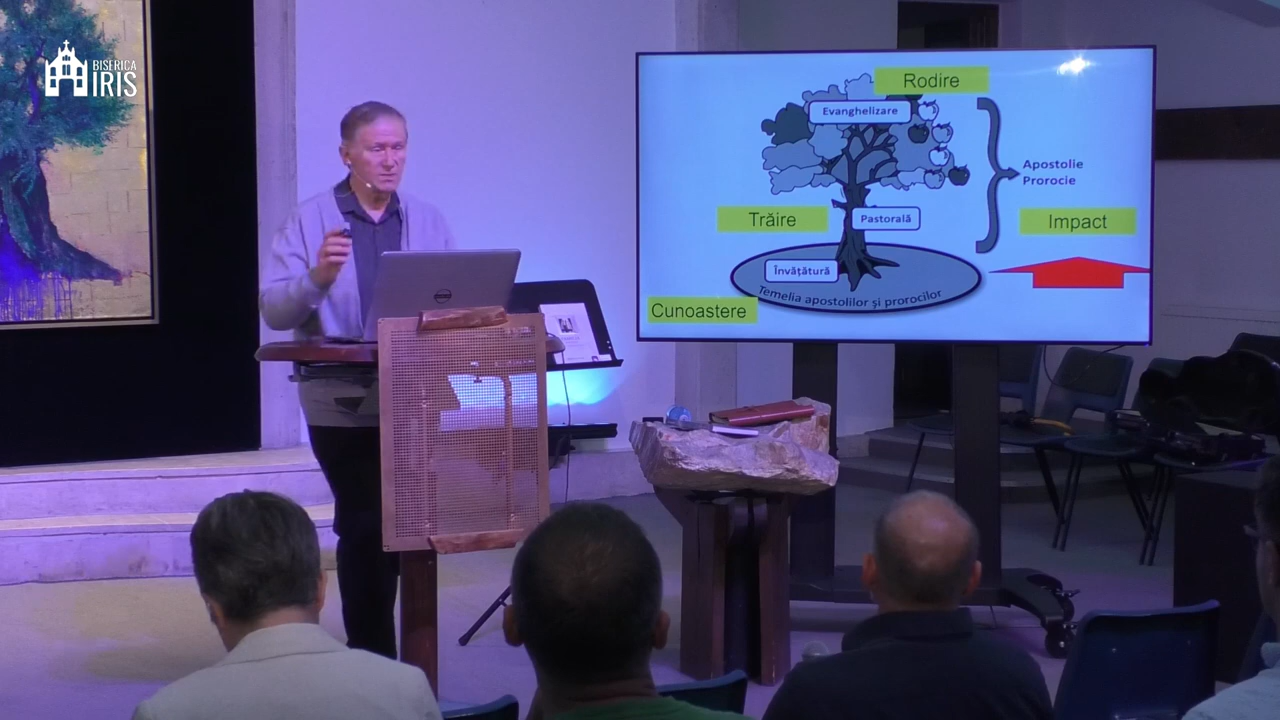 BISERICA
IRIS
Rodire
Evanghelizare
Apostolie
Prorocie
Trăire
Pastorală
Impact
Învățătură
Temelia apostolilor și prorocilor
Cunoastere